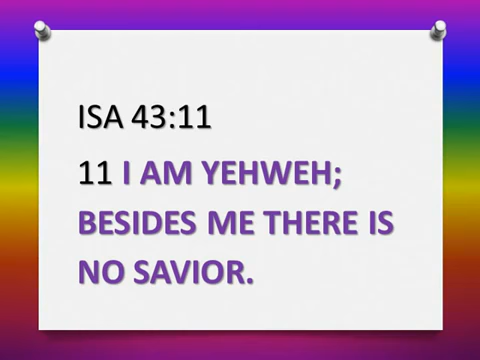 ISA 43:11
11 I AM YEHWEH;
BESIDES ME THERE IS
NO SAVIOR.